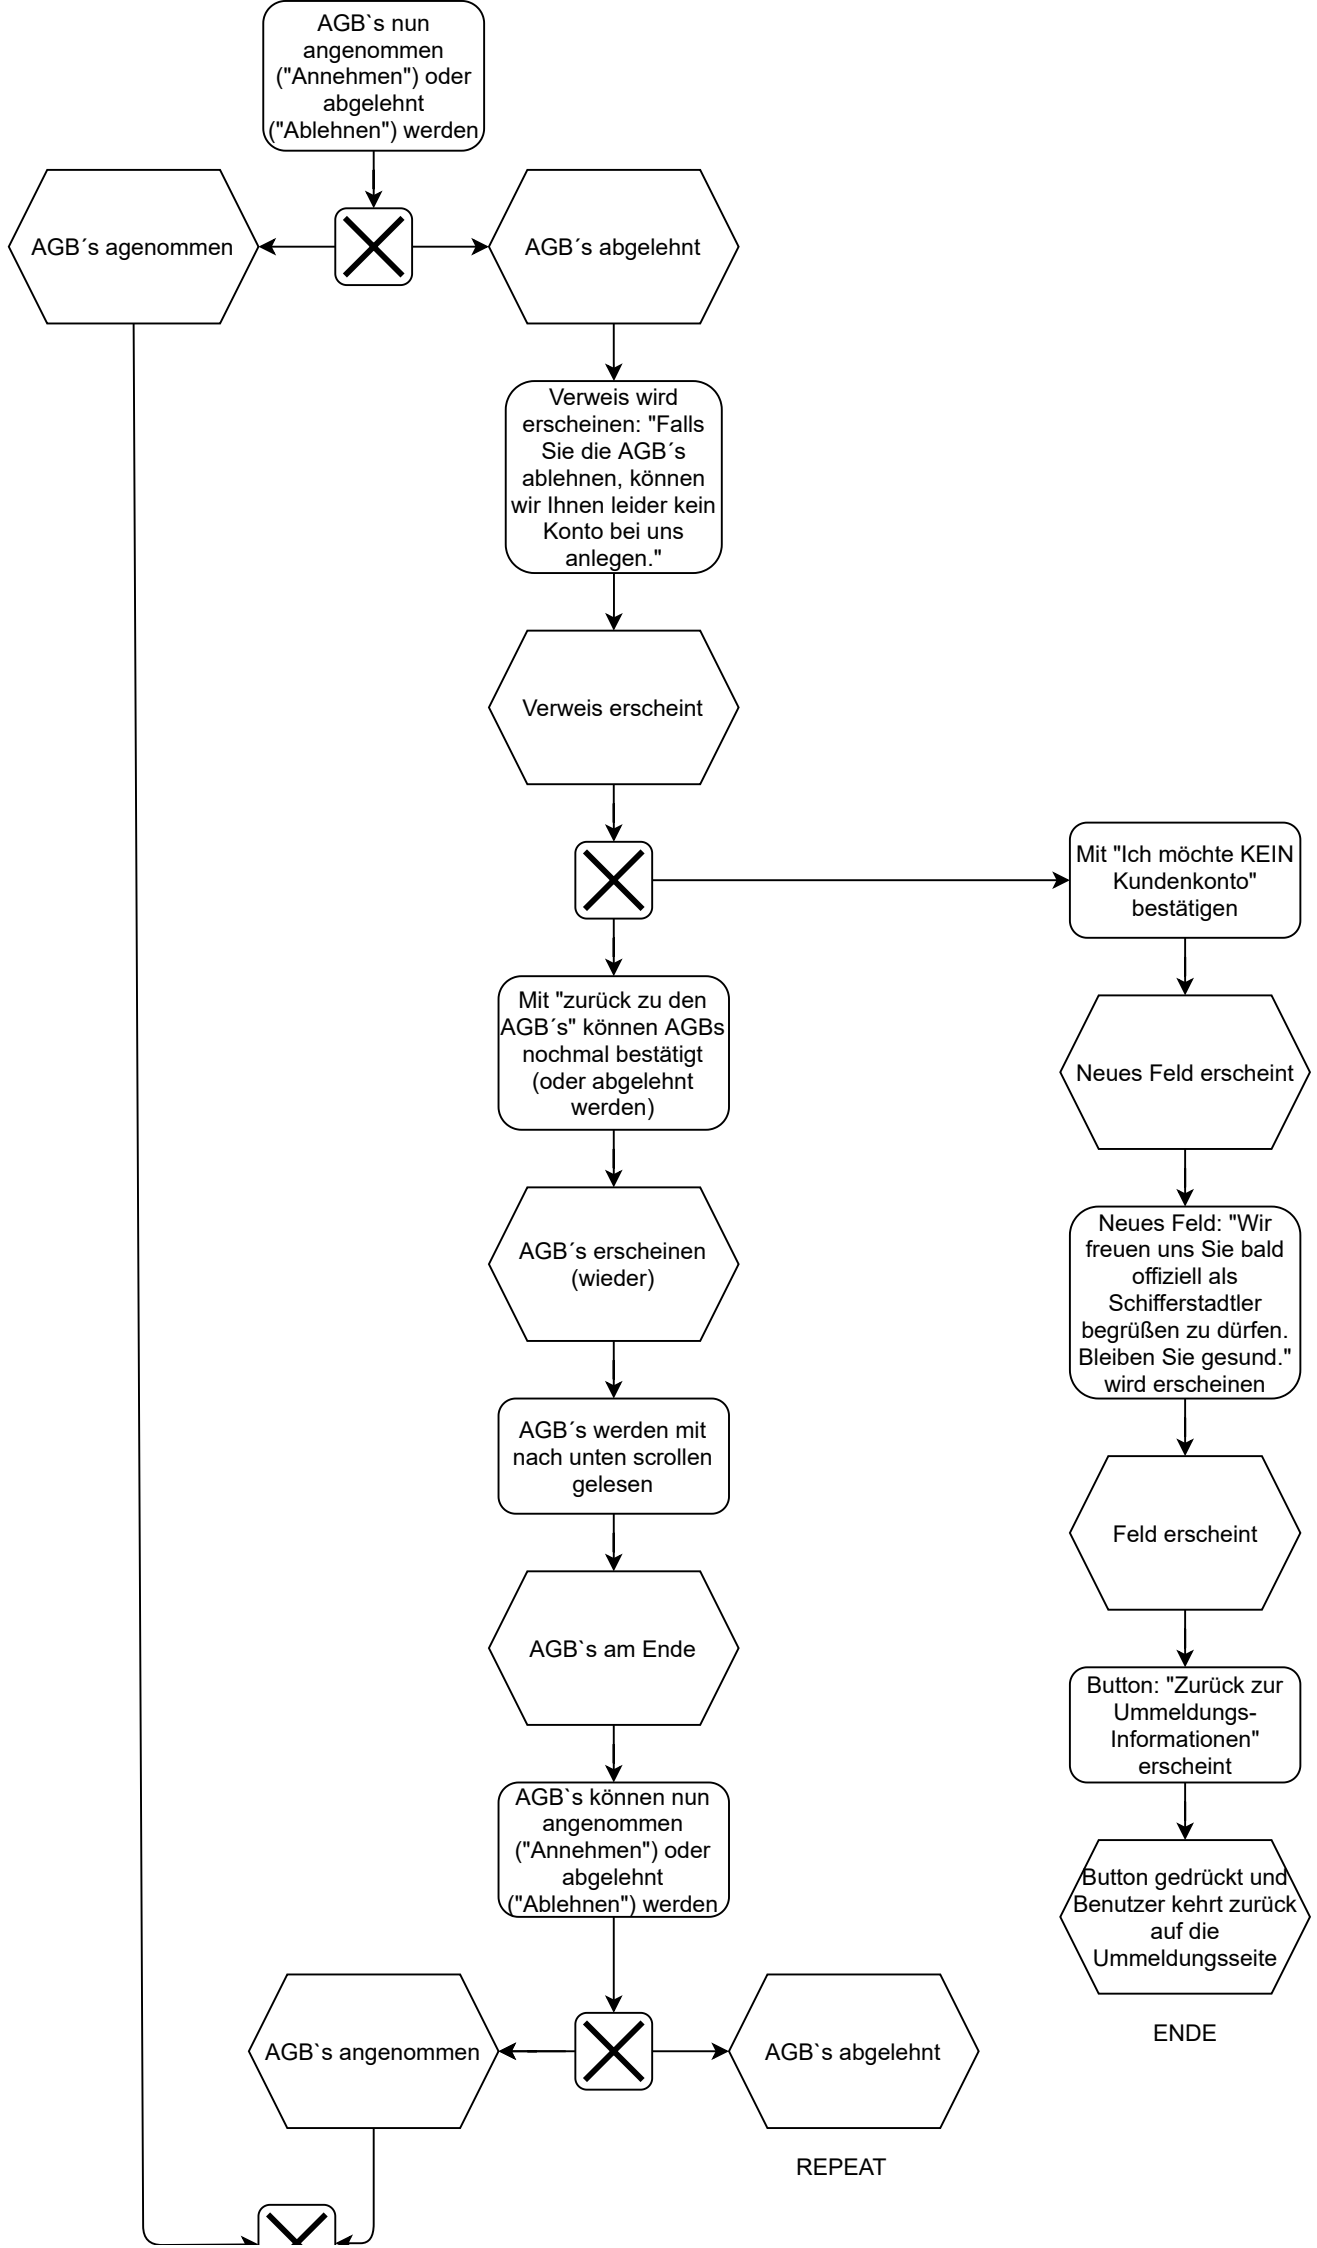 AGB`s nun
angenommen
("Annehmen") oder
abgelehnt
("Ablehnen") werden
AGB´s agenommen
AGB´s abgelehnt
Verweis wird
erscheinen: "Falls
Sie die AGB´s
ablehnen, können
wir Ihnen leider kein
Konto bei uns
anlegen."
Verweis erscheint
Mit "Ich möchte KEIN
Kundenkonto"
bestätigen
Mit "zurück zu den
AGB´s" können AGBs
nochmal bestätigt
(oder abgelehnt
werden)
Neues Feld erscheint
AGB´s erscheinen
(wieder)
Neues Feld: "Wir
freuen uns Sie bald
offiziell als
Schifferstadtler
begrüßen zu dürfen.
Bleiben Sie gesund."
wird erscheinen
AGB´s werden mit
nach unten scrollen
gelesen
Feld erscheint
AGB`s am Ende
Button: "Zurück zur
Ummeldungs-
Informationen"
erscheint
AGB`s können nun
angenommen
("Annehmen") oder
abgelehnt
("Ablehnen") werden
Button gedrückt und
Benutzer kehrt zurück
auf die
Ummeldungsseite
ENDE
AGB`s angenommen
AGB`s abgelehnt
REPEAT